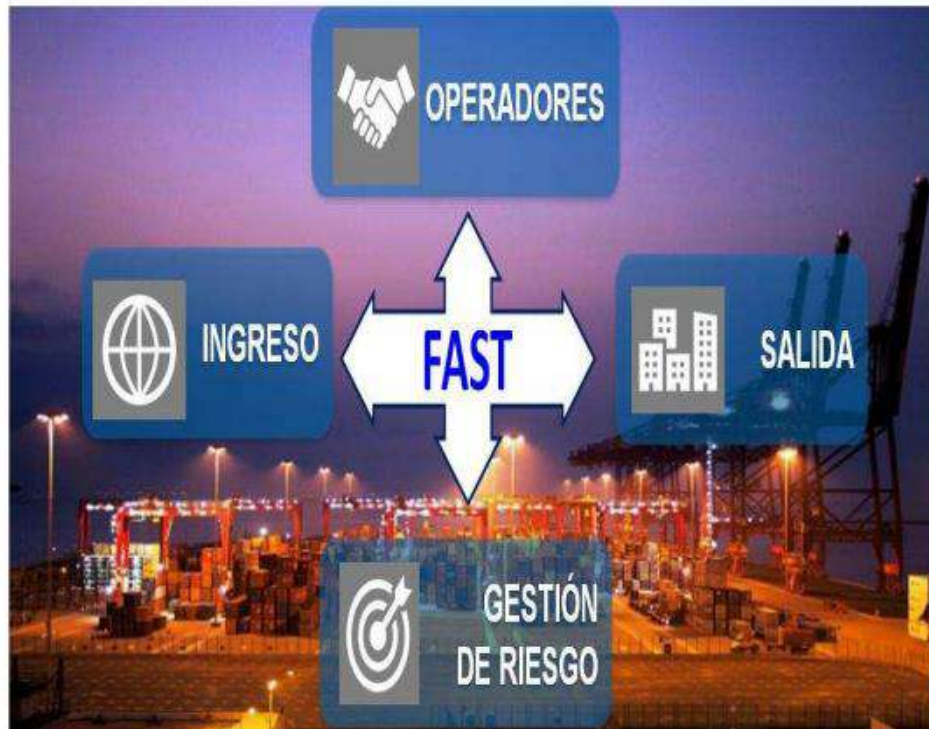 OPERADORES
INGRESO
FAST
SALIDA
GESTIÓN
DE RIESGO